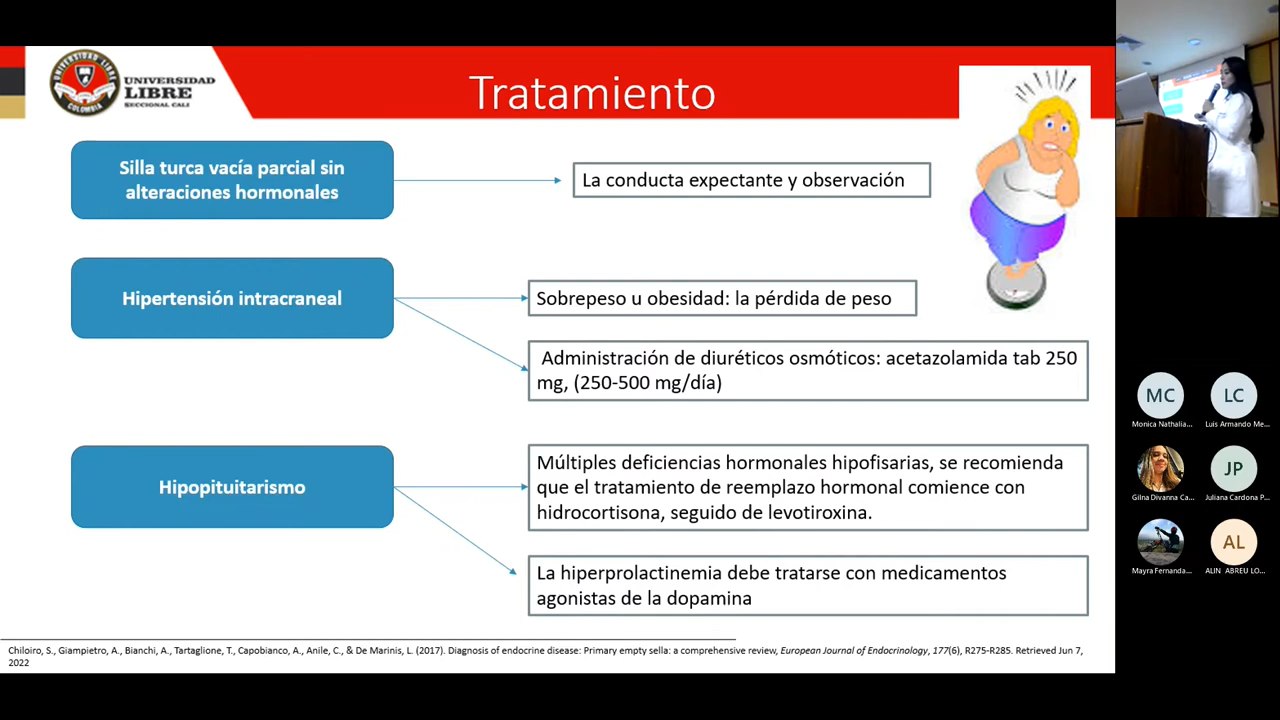 UNIVERSIDAD LIBRE
COLOMBIA
UNIVERSIDAD
LIBRE
SECCIONAL CALI
Tratamiento
Silla turca vacía parcial sin
alteraciones hormonales
La conducta expectante y observación
Hipertensión intracraneal
Sobrepeso u obesidad: la pérdida de peso
Administración de diuréticos osmóticos: acetazolamida tab 250
mg, (250-500 mg/día)
Hipopituitarismo
Múltiples deficiencias hormonales hipofisarias, se recomienda
que el tratamiento de reemplazo hormonal comience con
hidrocortisona, seguido de levotiroxina.
La hiperprolactinemia debe tratarse con medicamentos
agonistas de la dopamina
Chiloiro, S., Giampietro, A., Bianchi, A., Tartaglione, T., Capobianco, A., Anile, C., & De Marinis, L. (2017). Diagnosis of endocrine disease: Primary empty sella: a comprehensive review, European Journal of Endocrinology, 177(6), R275-R285. Retrieved Jun 7,
2022
MC
LC
Monica Nathalia...
Luis Armando Me...
JP
Gilna Divanna Ca...
Juliana Cardona P...
AL
Mayra Fernanda...
ALIN ABREU LO...